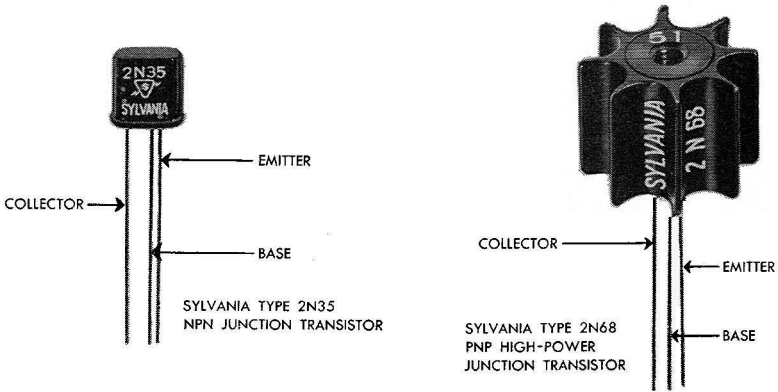 2N35
S
SYLVANIA
EMITTER
COLLECTOR
BASE
SYLVANIA TYPE 2N35
NPN JUNCTION TRANSISTOR
51
SYLVANIA
2 N 68
COLLECTOR
EMITTER
BASE
SYLVANIA TYPE 2N68
PNP HIGH-POWER
JUNCTION TRANSISTOR